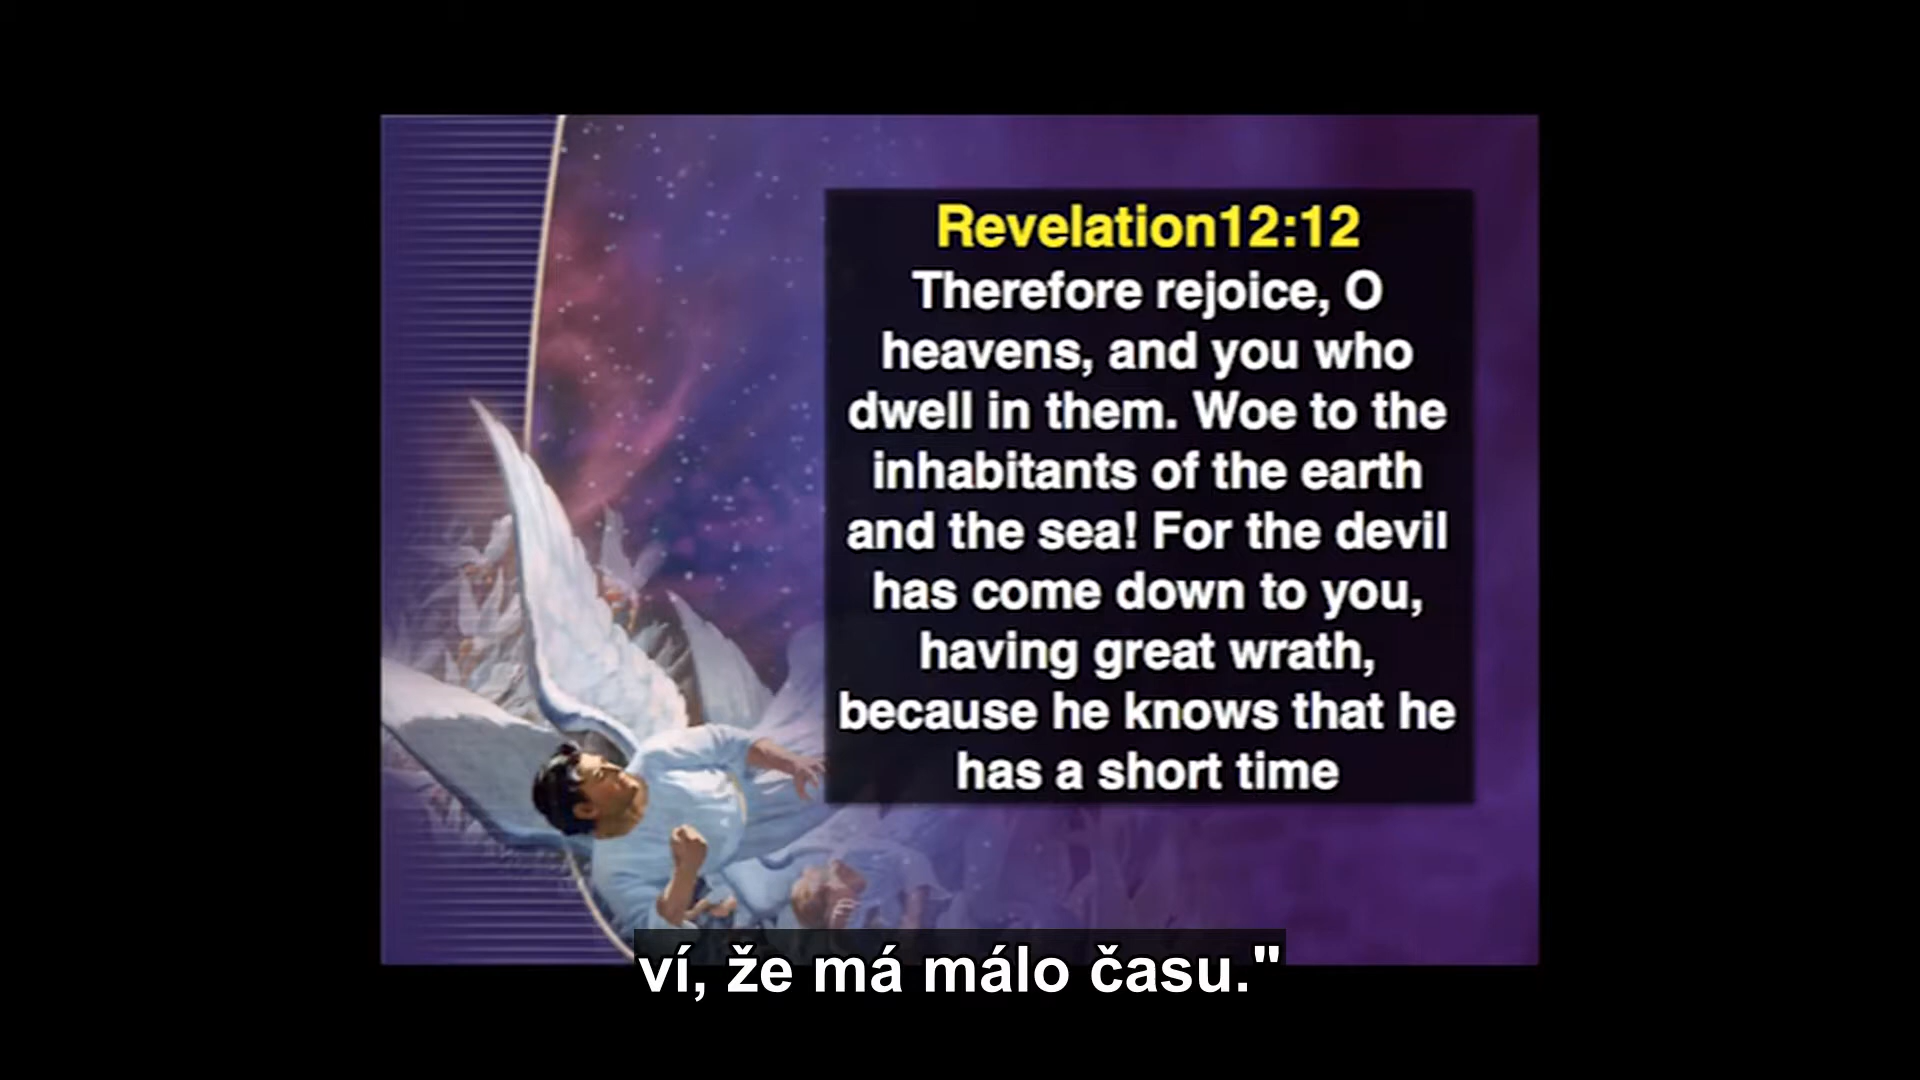 Revelation12:12
Therefore rejoice, O
heavens, and you who
dwell in them. Woe to the
inhabitants of the earth
and the sea! For the devil
has come down to you,
having great wrath,
because he knows that he
has a short time
ví, že má málo času."